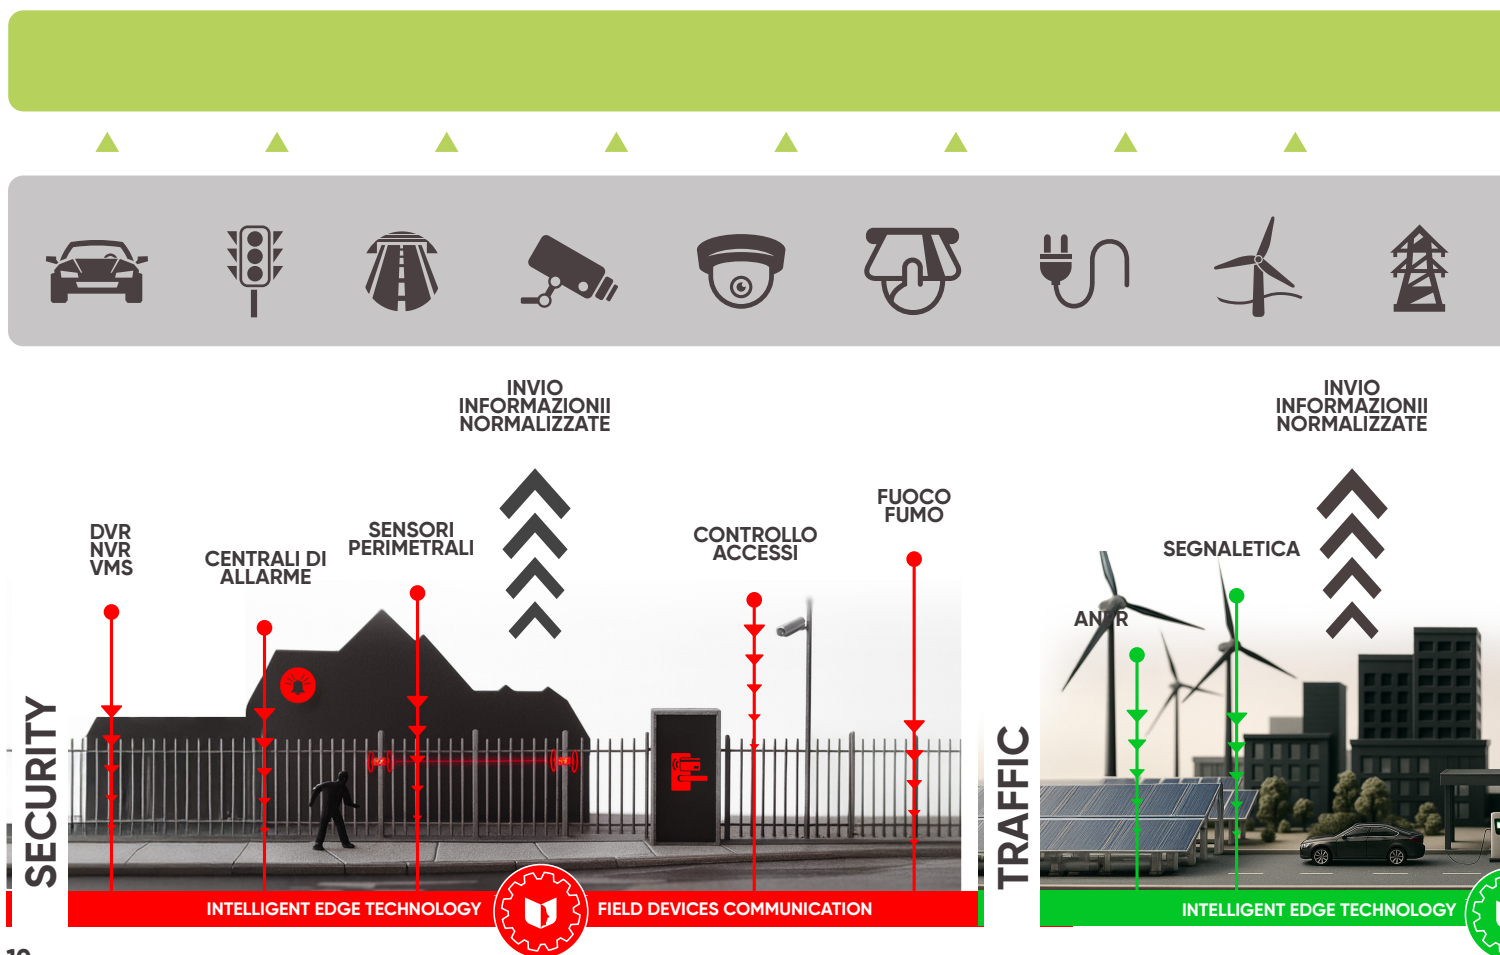 INVIO
INFORMAZIONII
NORMALIZZATE
INVIO
INFORMAZIONII
NORMALIZZATE
DVR
NVR
VMS
CENTRALI DI
ALLARME
SENSORI
PERIMETRALI
CONTROLLO
ACCESSI
FUOCO
FUMO
SEGNALETICA
SECURITY
TRAFFIC
INTELLIGENT EDGE TECHNOLOGY
FIELD DEVICES COMMUNICATION
INTELLIGENT EDGE TECHNOLOGY